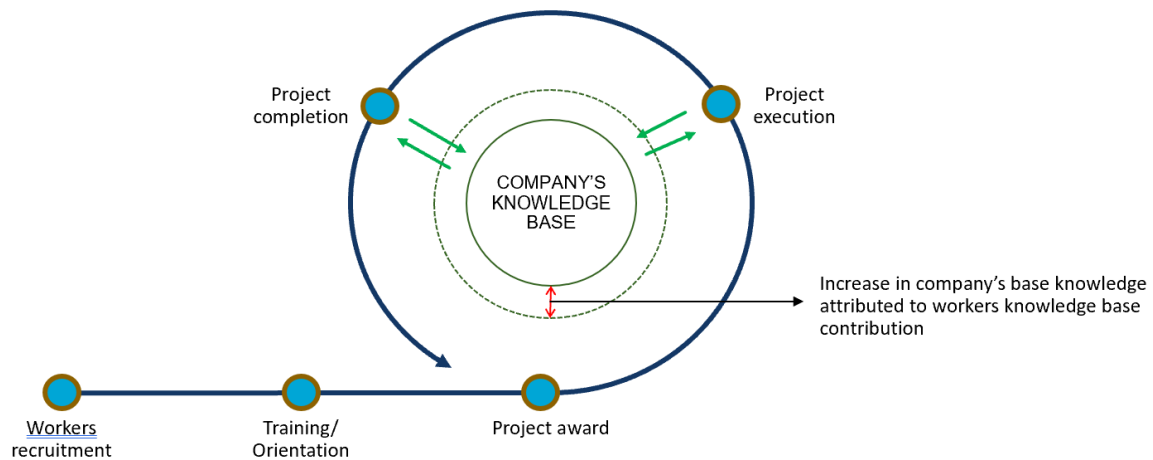 Project
completion
Project
execution
COMPANY’S
KNOWLEDGE
BASE
Increase in company’s base knowledge
attributed to workers knowledge base
contribution
Workers
recruitment
Training/
Orientation
Project award